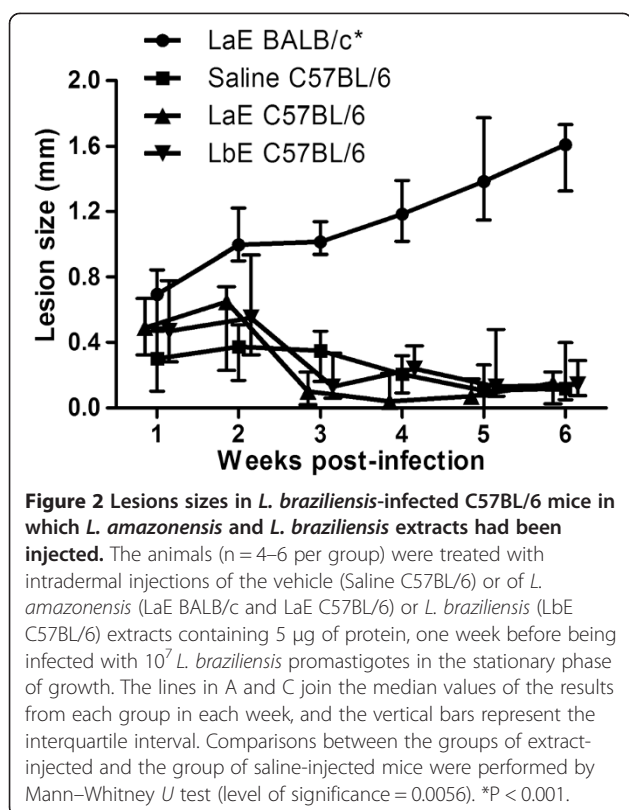 LaE BALB/c*
Saline C57BL/6
LaE C57BL/6
LbE C57BL/6
2.0
1.6
1.2
0.8
0.4
0.0
Lesion size (mm)
1 2 3 4 5 6
Weeks post-infection
Figure 2 Lesions sizes in L. braziliensis-infected C57BL/6 mice in
which L. amazonensis and L. braziliensis extracts had been
injected. The animals (n = 4–6 per group) were treated with
intradermal injections of the vehicle (Saline C57BL/6) or of L.
amazonensis (LaE BALB/c and LaE C57BL/6) or L. braziliensis (LbE
C57BL/6) extracts containing 5 μg of protein, one week before being
infected with 10⁷ L. braziliensis promastigotes in the stationary phase
of growth. The lines in A and C join the median values of the results
from each group in each week, and the vertical bars represent the
interquartile interval. Comparisons between the groups of extract-
injected and the group of saline-injected mice were performed by
Mann–Whitney U test (level of significance = 0.0056). *P < 0.001.